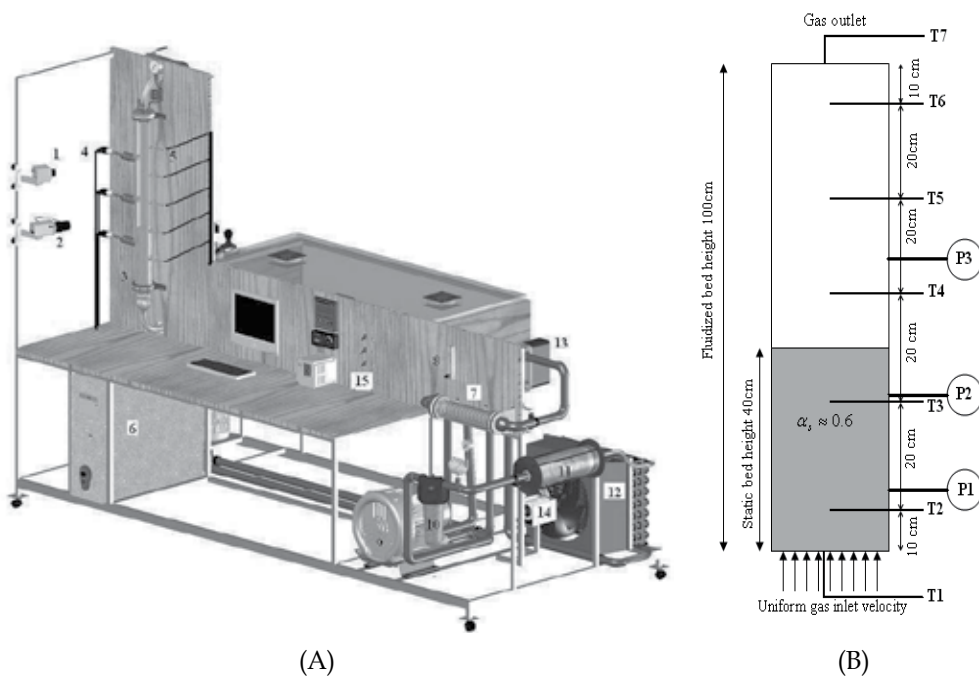 1
2
3
4
5
6
7
8
9
10
11
12
13
14
15
(A)
Gas outlet
T7
10 cm
T6
20cm
T5
20cm
P3
T4
20 cm
P2
T3
20 cm
P1
T2
10 cm
T1
Fluidized bed height 100cm
Static bed height 40cm
αs ≈ 0.6
Uniform gas inlet velocity
(B)